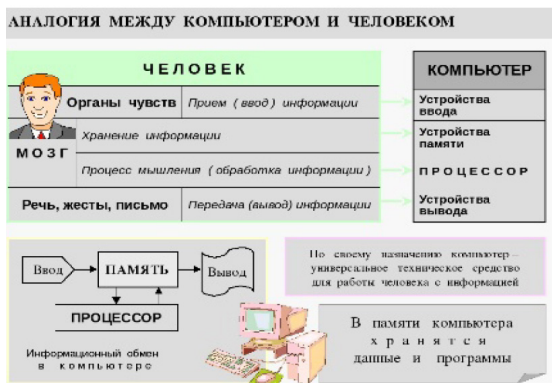 АНАЛОГИЯ МЕЖДУ КОМПЬЮТЕРОМ И ЧЕЛОВЕКОМ
ЧЕЛОВЕК
КОМПЬЮТЕР
Органы чувств
Прием ( ввод ) информации
Устройства
ввода
МОЗГ
Хранение информации
Устройства
памяти
Процесс мышления ( обработка информации )
ПРОЦЕССОР
Речь, жесты, письмо
Передача (вывод) информации
Устройства
вывода
Ввод
ПАМЯТЬ
Вывод
ПРОЦЕССОР
Информационный обмен
в компьютере
По своему назначению компьютер –
универсальное техническое средство
для работы человека с информацией
В памяти компьютера
хранятся
данные и программы